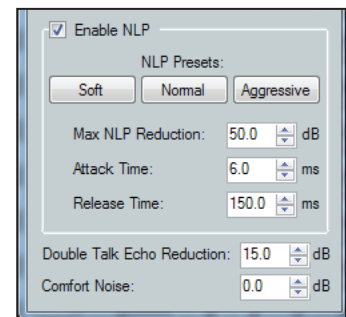 Enable NLP
NLP Presets:
Soft Normal Aggressive
Max NLP Reduction: 50.0 dB
Attack Time: 6.0 ms
Release Time: 150.0 ms
Double Talk Echo Reduction: 15.0 dB
Comfort Noise: 0.0 dB